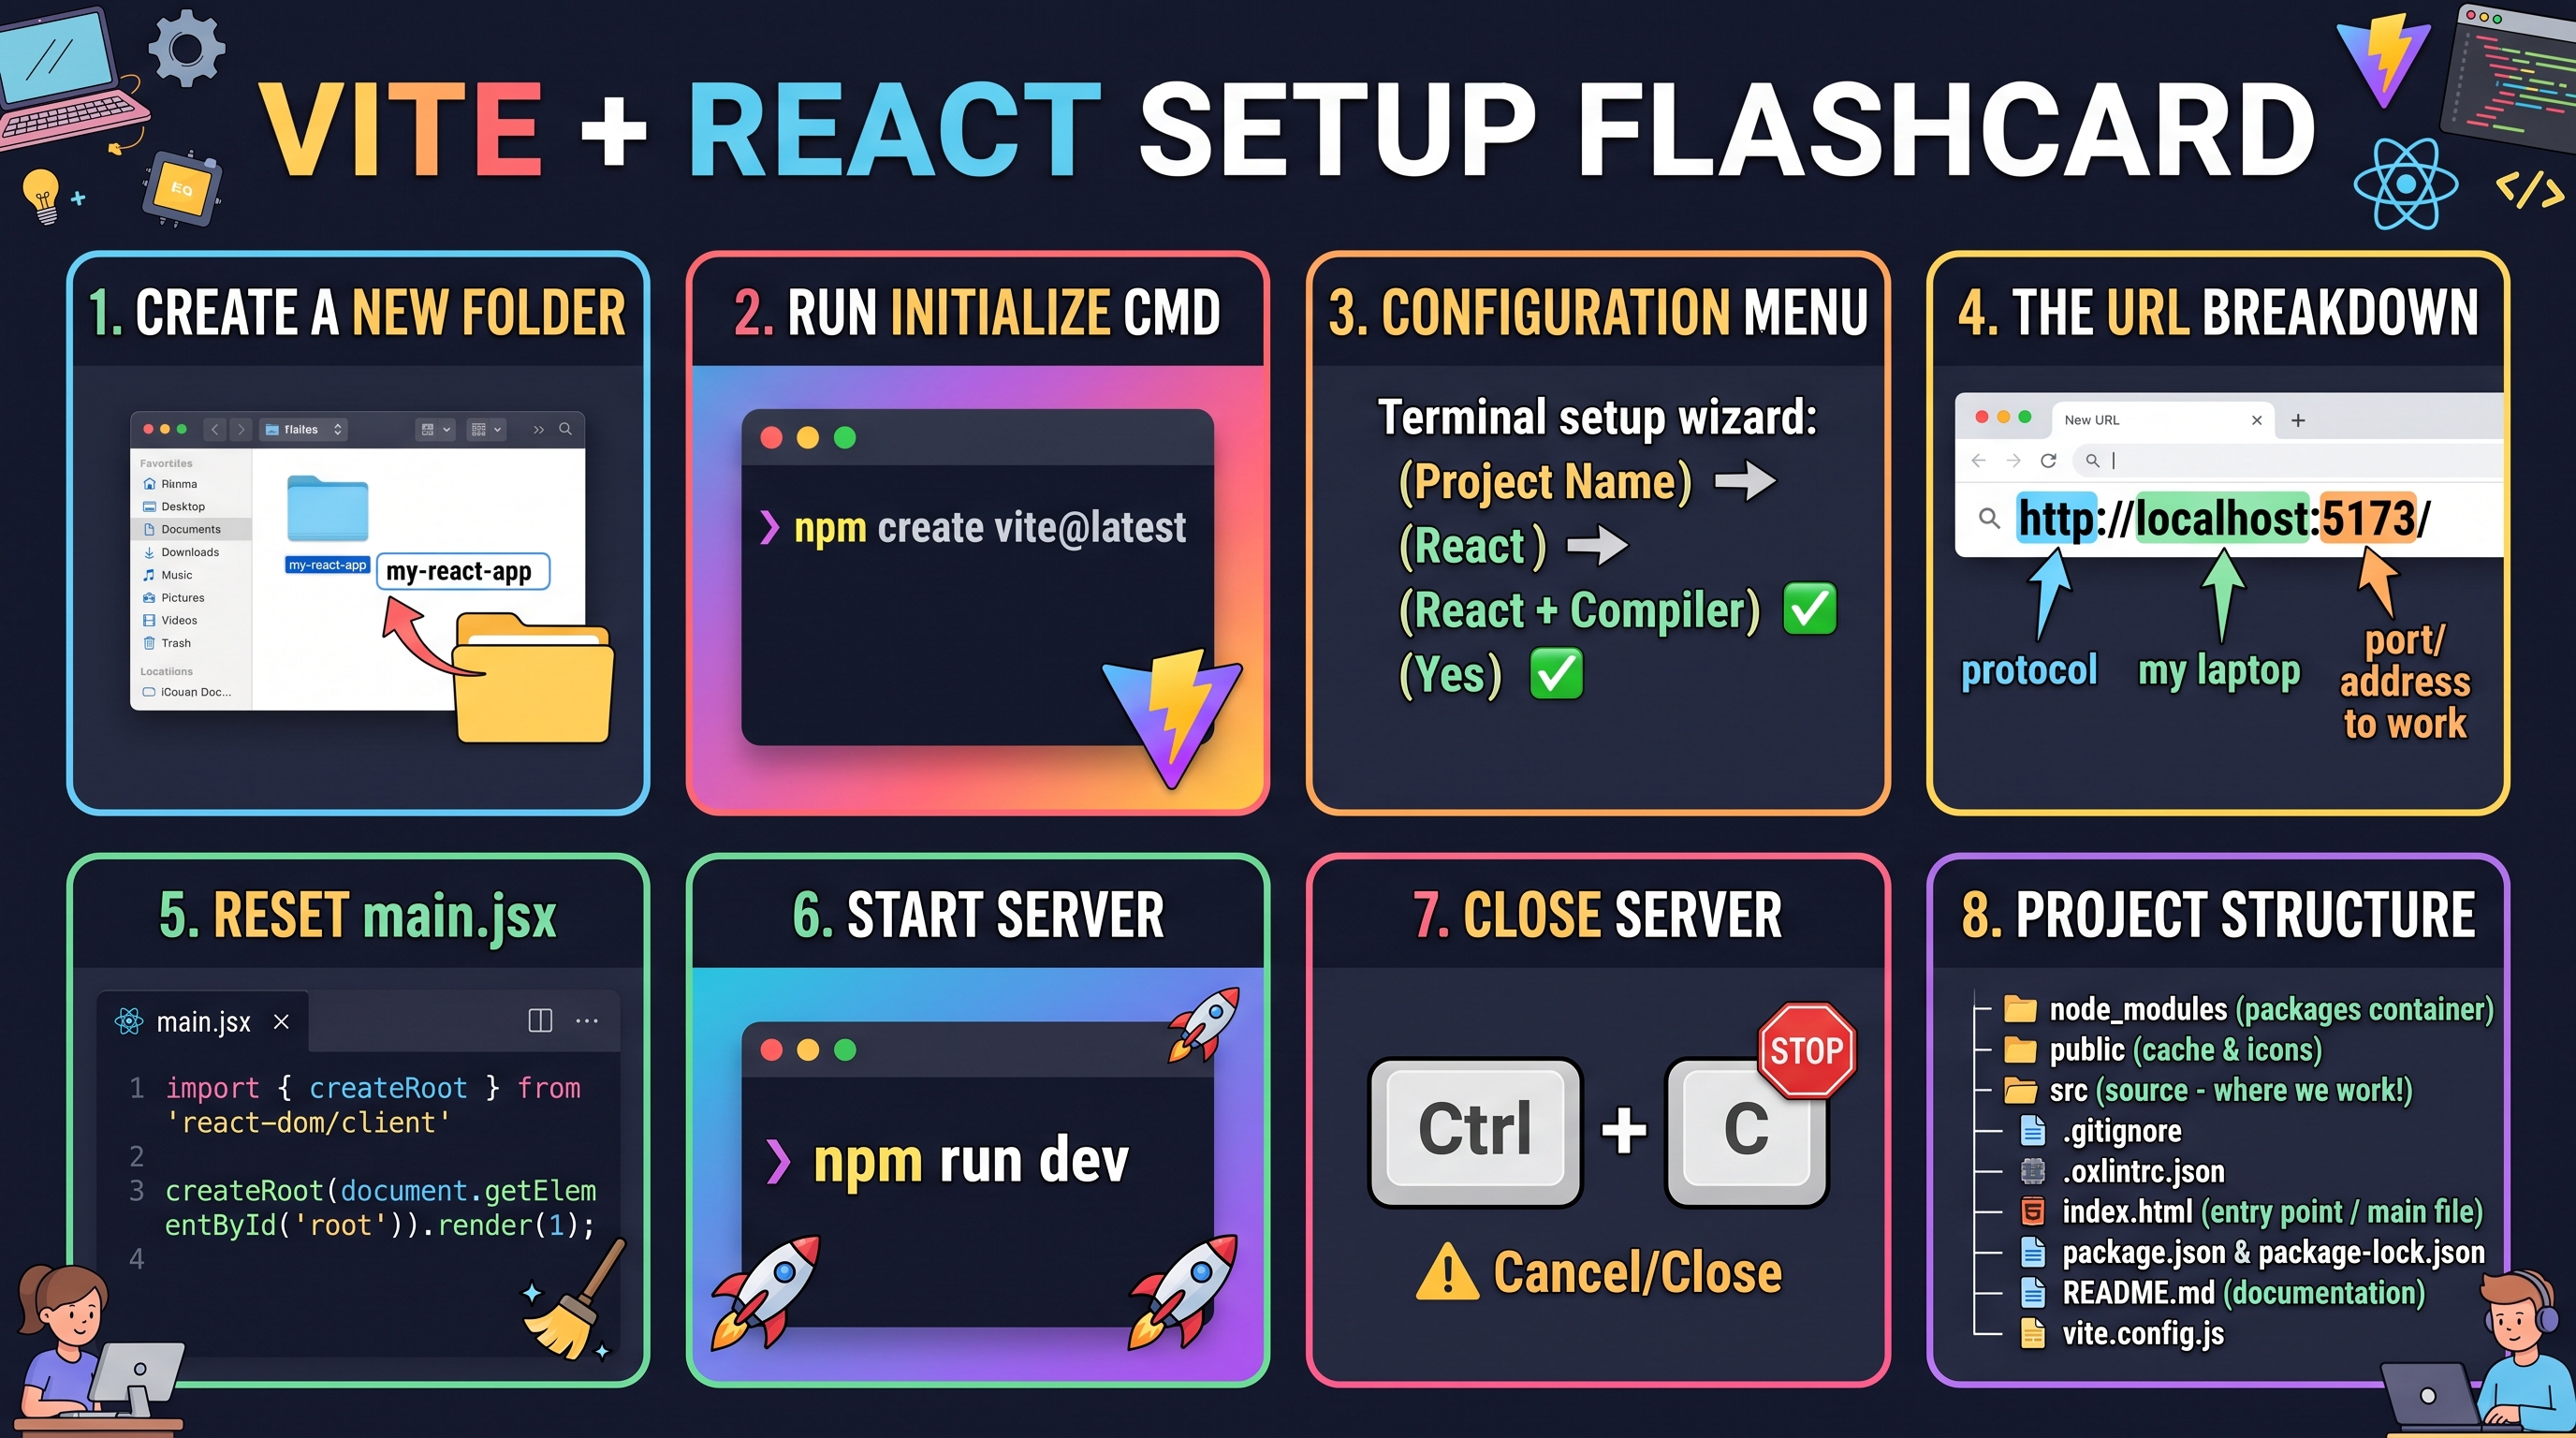 VITE + REACT SETUP FLASHCARD
1. CREATE A NEW FOLDER
flaites
Favortiles
Rinma
Desktop
Documents
Downloads
Music
Pictures
Videos
Trash
Locatiions
iCouan Doc...
my-react-app
my-react-app
2. RUN INITIALIZE CMD
❯ npm create vite@latest
3. CONFIGURATION MENU
Terminal setup wizard:
(Project Name) ➡
(React) ➡
(React + Compiler) ✅
(Yes) ✅
4. THE URL BREAKDOWN
New URL
http://localhost:5173/
protocol
my laptop
port/
address
to work
5. RESET main.jsx
main.jsx
1 import { createRoot } from
'react-dom/client'
2
3 createRoot(document.getElem
entById('root')).render(1);
4
6. START SERVER
❯ npm run dev
7. CLOSE SERVER
STOP
Ctrl + C
Cancel/Close
8. PROJECT STRUCTURE
node_modules (packages container)
public (cache & icons)
src (source - where we work!)
.gitignore
.oxlintrc.json
index.html (entry point / main file)
package.json & package-lock.json
README.md (documentation)
vite.config.js